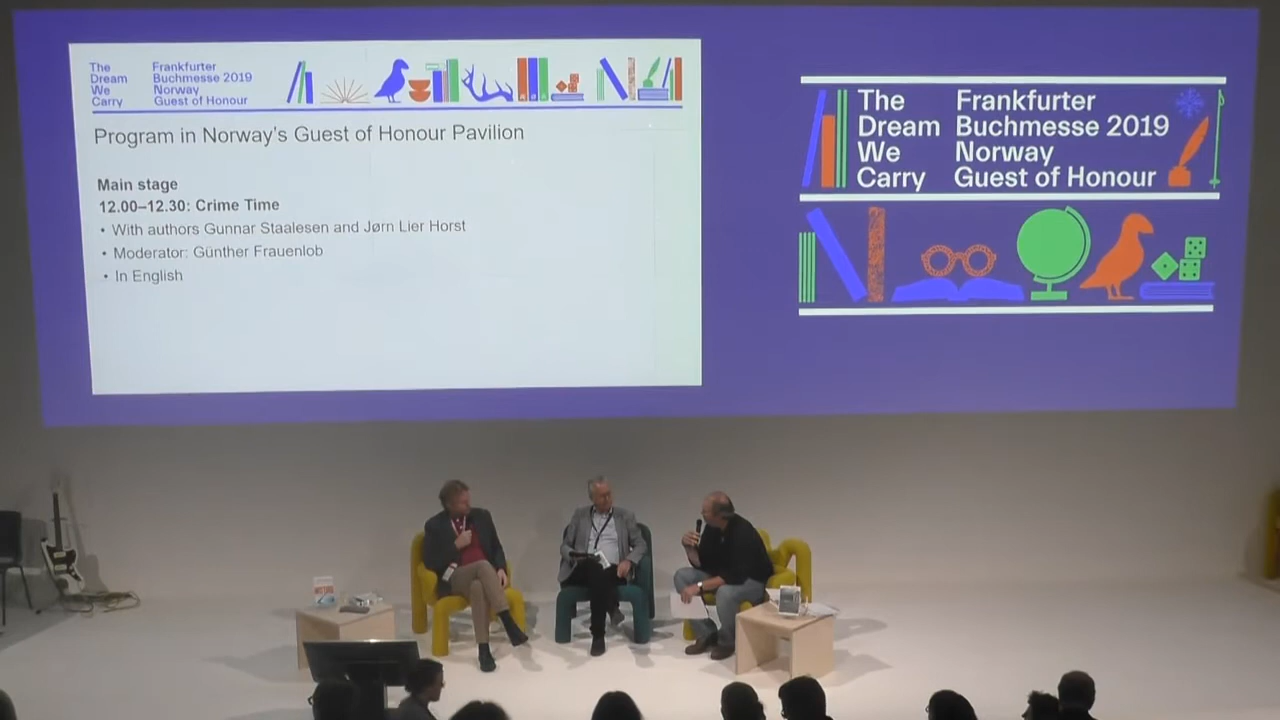 The Frankfurter
Dream Buchmesse 2019
We Norway
Carry Guest of Honour
Program in Norway's Guest of Honour Pavilion
Main stage
12.00–12.30: Crime Time
• With authors Gunnar Staalesen and Jørn Lier Horst
• Moderator: Günther Frauenlob
• In English
The Frankfurter
Dream Buchmesse 2019
We Norway
Carry Guest of Honour